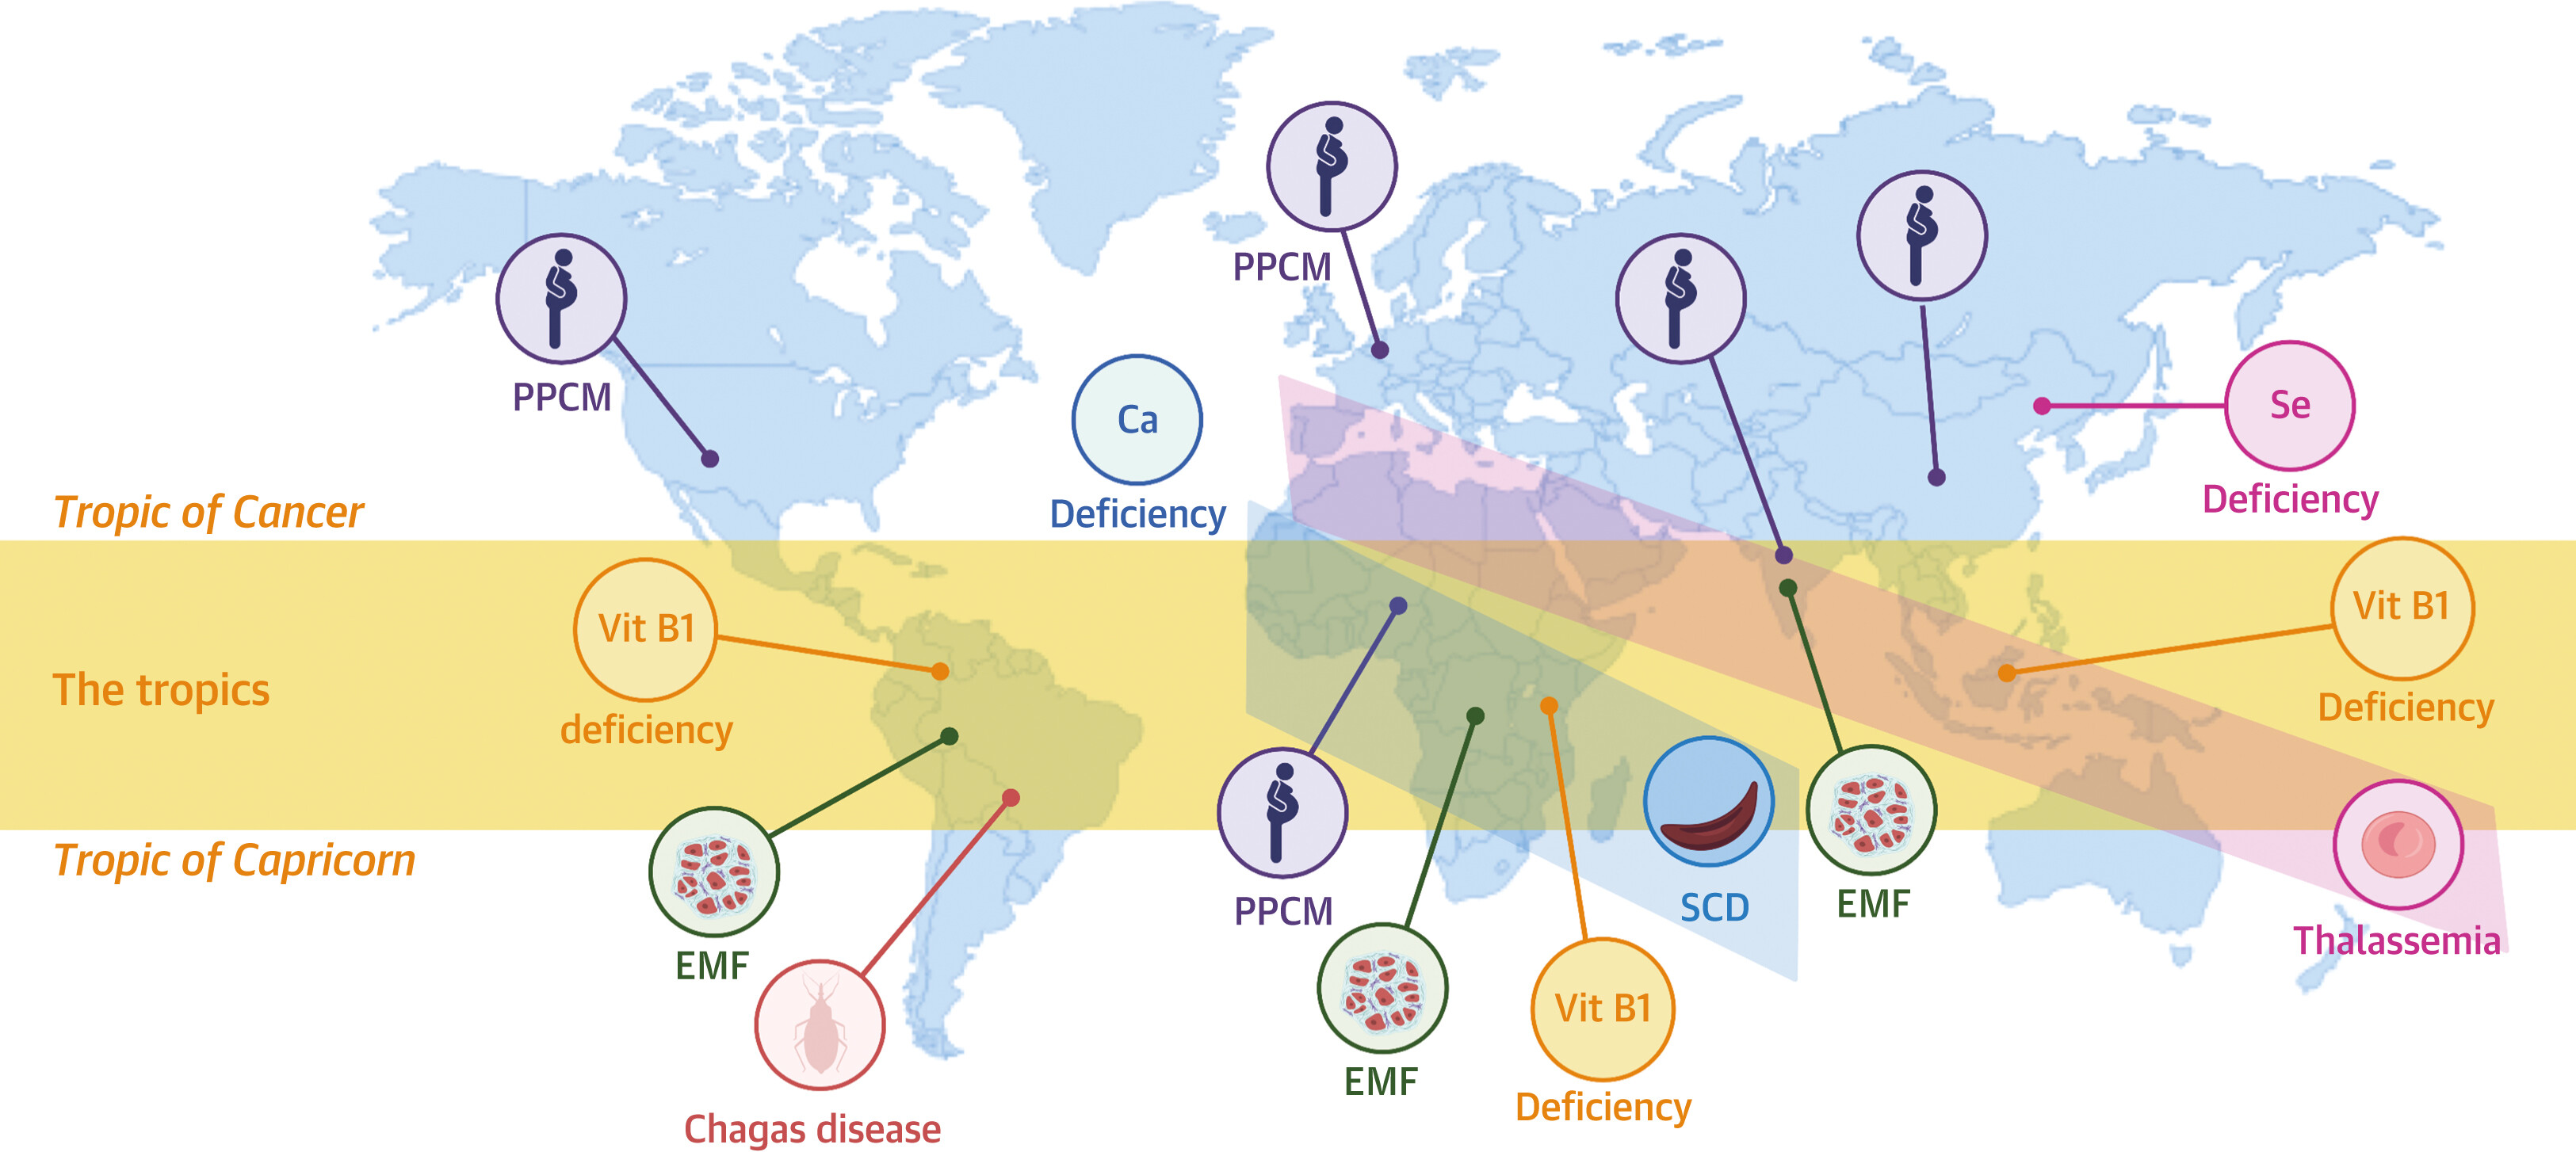 PPCM
PPCM
Ca
Deficiency
Se
Deficiency
Tropic of Cancer
Vit B1
deficiency
Vit B1
Deficiency
The tropics
Tropic of Capricorn
EMF
PPCM
SCD
EMF
Thalassemia
Vit B1
Deficiency
EMF
Chagas disease